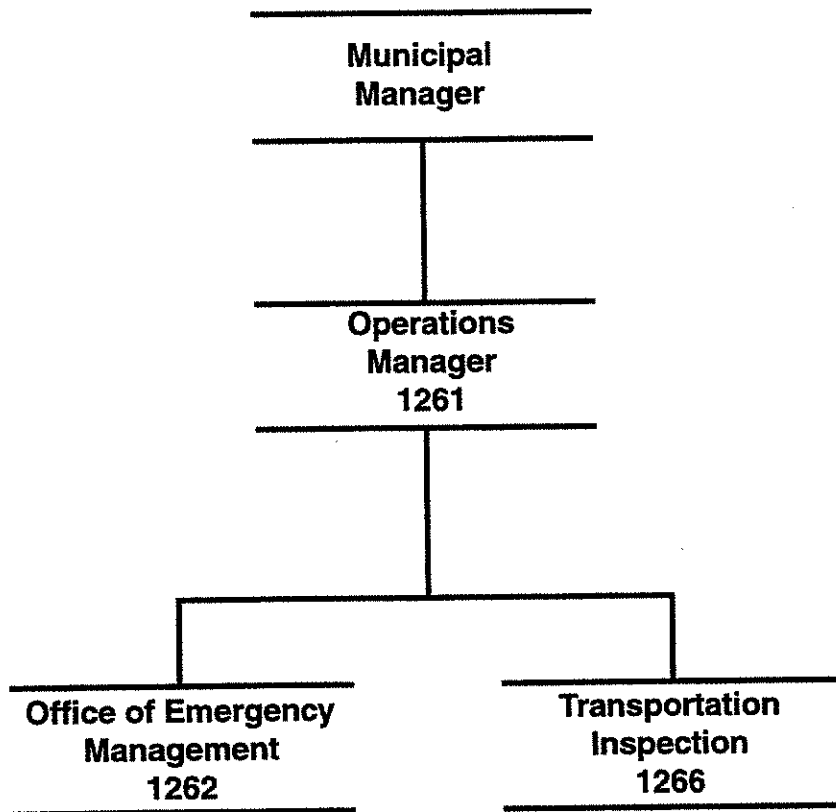 Municipal
Manager
Operations
Manager
1261
Office of Emergency
Management
1262
Transportation
Inspection
1266